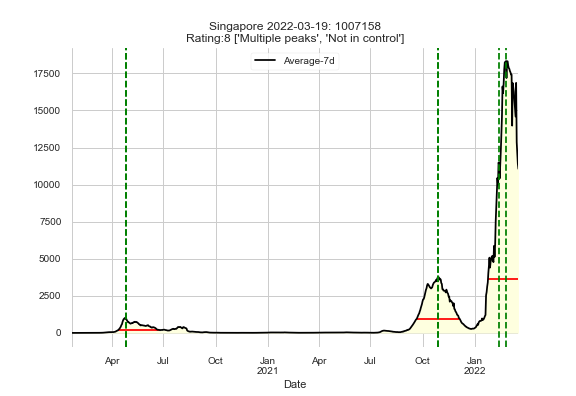 Singapore 2022-03-19: 1007158
Rating:8 ['Multiple peaks', 'Not in control']
Average-7d
17500
15000
12500
10000
7500
5000
2500
0
Apr Jul Oct Jan Apr Jul Oct Jan
2021 2022
Date